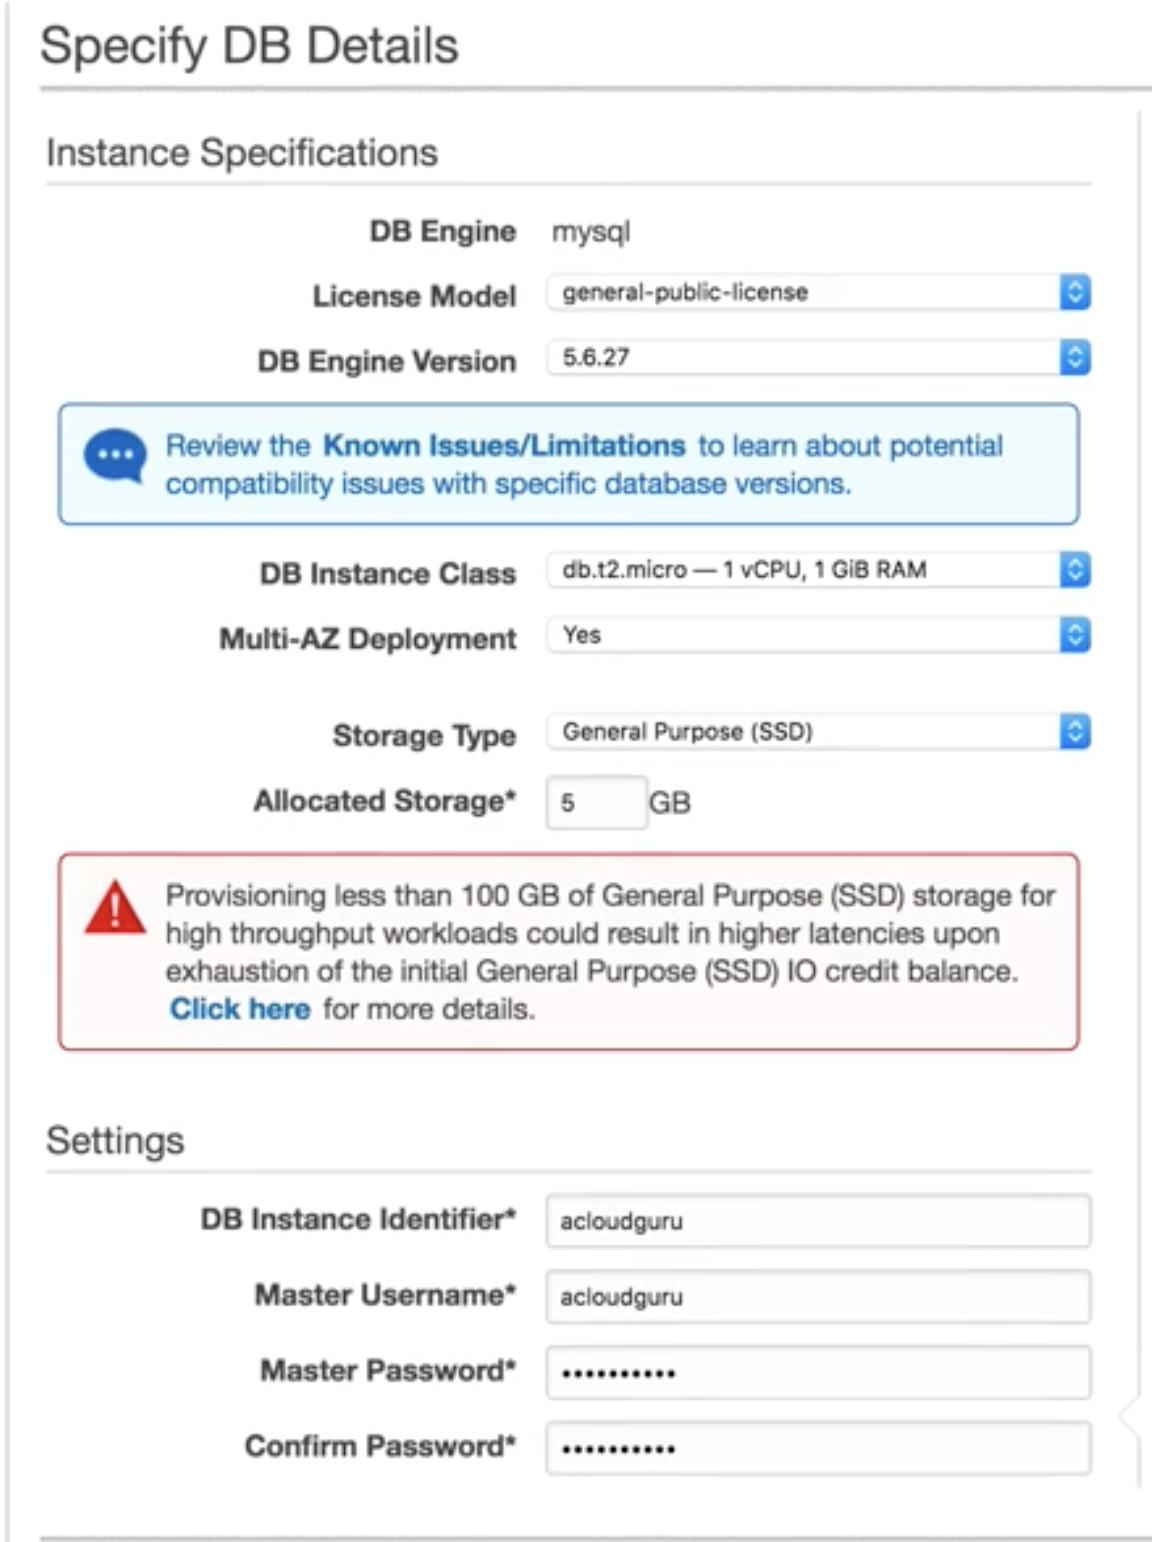 Specify DB Details
Instance Specifications
DB Engine mysql
License Model general-public-license
DB Engine Version 5.6.27
Review the Known Issues/Limitations to learn about potential
compatibility issues with specific database versions.
DB Instance Class db.t2.micro — 1 vCPU, 1 GiB RAM
Multi-AZ Deployment Yes
Storage Type General Purpose (SSD)
Allocated Storage* 5 GB
Provisioning less than 100 GB of General Purpose (SSD) storage for
high throughput workloads could result in higher latencies upon
exhaustion of the initial General Purpose (SSD) IO credit balance.
Click here for more details.
Settings
DB Instance Identifier* acloudguru
Master Username* acloudguru
Master Password* ••••••••••
Confirm Password* ••••••••••